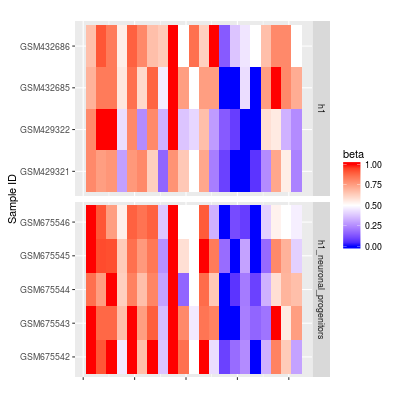 Sample ID
GSM432686
GSM432685
GSM429322
GSM429321
h1
GSM675546
GSM675545
GSM675544
GSM675543
GSM675542
h1_neuronal_progenitors
beta
1.00
0.75
0.50
0.25
0.00